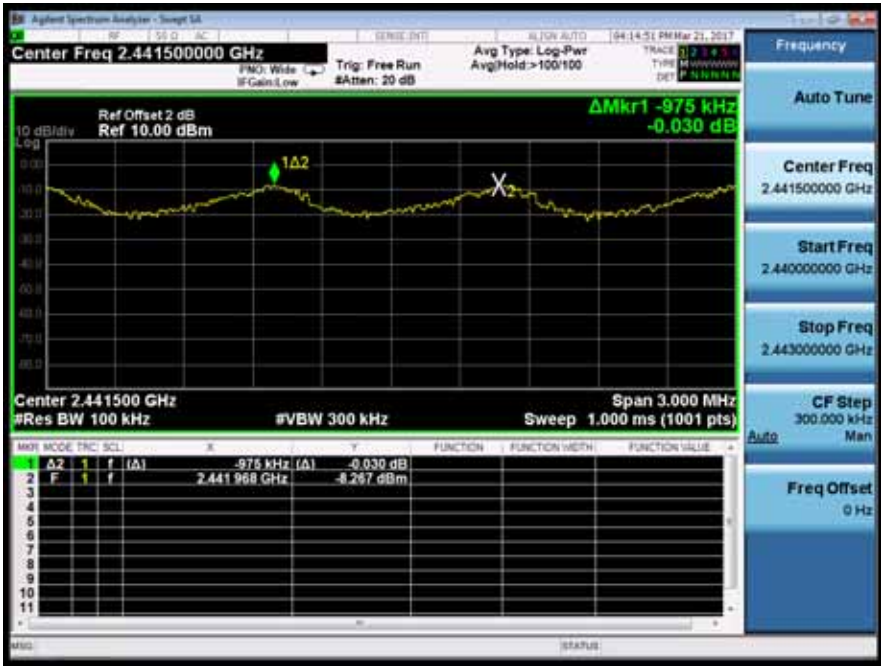 Agilent Spectrum Analyzer - Swept SA
RF 50 Ω AC SENSE:INT ALIGN AUTO 04:14:51 PM Mar 21, 2017
Center Freq 2.441500000 GHz
PNO: Wide
IFGain:Low
Trig: Free Run
#Atten: 20 dB
Avg Type: Log-Pwr
Avg|Hold:>100/100
TRACE 1 2 3 4 5 6
TYPE M W W W W W
DET P N N N N N
ΔMkr1 -975 kHz
-0.030 dB
Ref Offset 2 dB
10 dB/div Ref 10.00 dBm
Log
0.00
-10.0
-20.0
-30.0
-40.0
-50.0
-60.0
-70.0
-80.0
1Δ2
X2
Center 2.441500 GHz Span 3.000 MHz
#Res BW 100 kHz #VBW 300 kHz Sweep 1.000 ms (1001 pts)
MKR MODE TRC SCL X Y FUNCTION FUNCTION WIDTH FUNCTION VALUE
1 Δ2 1 f (Δ) -975 kHz (Δ) -0.030 dB
2 F 1 f 2.441 968 GHz -8.267 dBm
3
4
5
6
7
8
9
10
11
MSG STATUS
Frequency
Auto Tune
Center Freq
2.441500000 GHz
Start Freq
2.440000000 GHz
Stop Freq
2.443000000 GHz
CF Step
300.000 kHz
Auto Man
Freq Offset
0 Hz